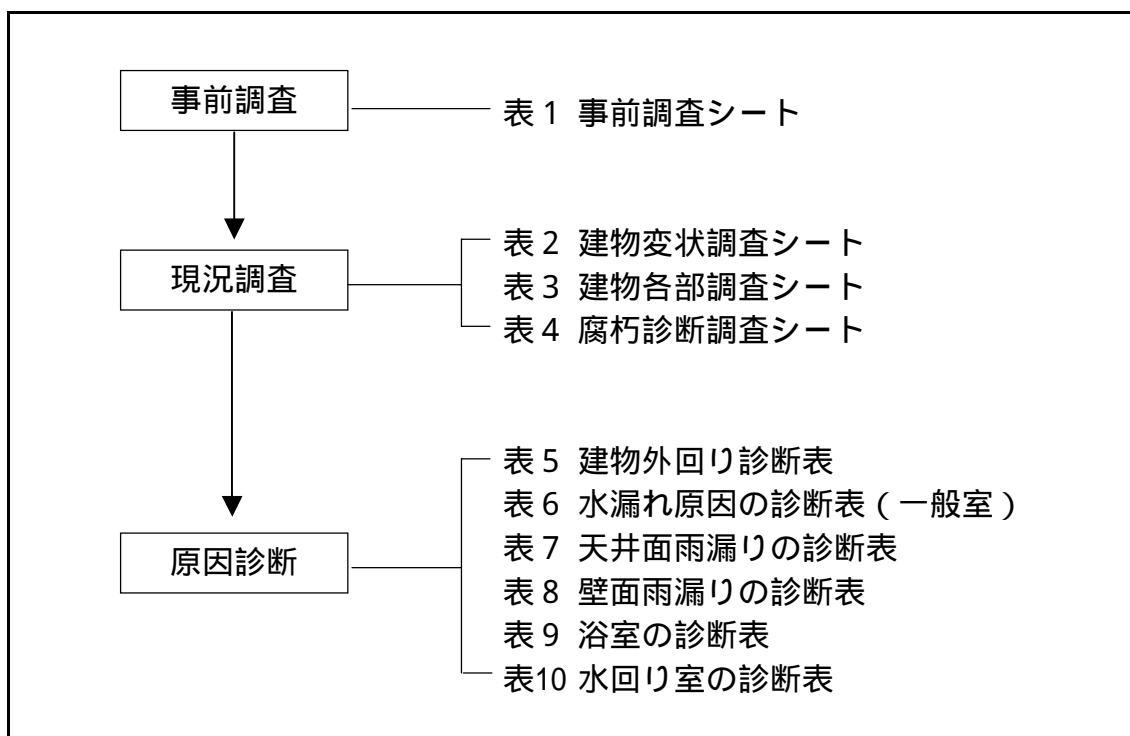 事前調査
表1 事前調査シート
現況調査
表2 建物変状調査シート
表3 建物各部調査シート
表4 腐朽診断調査シート
原因診断
表5 建物外回り診断表
表6 水漏れ原因の診断表(一般室)
表7 天井面雨漏りの診断表
表8 壁面雨漏りの診断表
表9 浴室の診断表
表10 水回り室の診断表